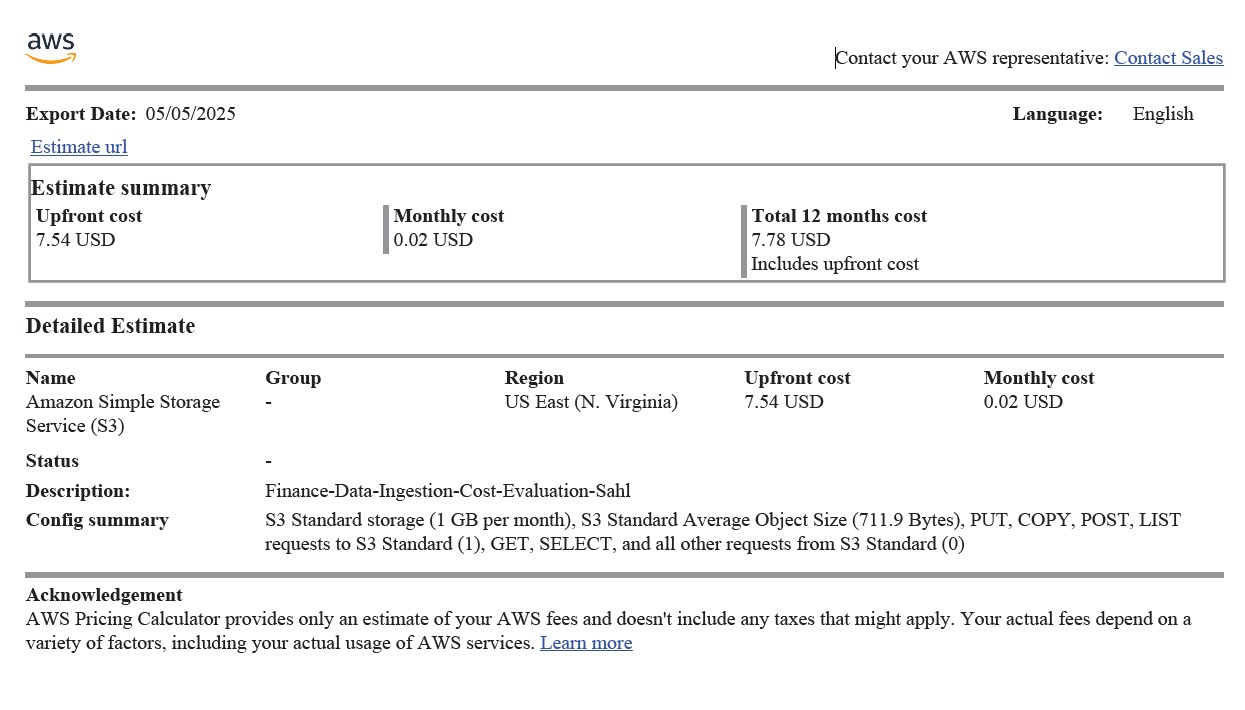 aws
Contact your AWS representative: Contact Sales
Export Date: 05/05/2025
Language: English
Estimate url
Estimate summary
Upfront cost
7.54 USD
Monthly cost
0.02 USD
Total 12 months cost
7.78 USD
Includes upfront cost
Detailed Estimate
Name Group Region Upfront cost Monthly cost
Amazon Simple Storage - US East (N. Virginia) 7.54 USD 0.02 USD
Service (S3)
Status -
Description: Finance-Data-Ingestion-Cost-Evaluation-Sahl
Config summary S3 Standard storage (1 GB per month), S3 Standard Average Object Size (711.9 Bytes), PUT, COPY, POST, LIST
requests to S3 Standard (1), GET, SELECT, and all other requests from S3 Standard (0)
Acknowledgement
AWS Pricing Calculator provides only an estimate of your AWS fees and doesn't include any taxes that might apply. Your actual fees depend on a
variety of factors, including your actual usage of AWS services. Learn more